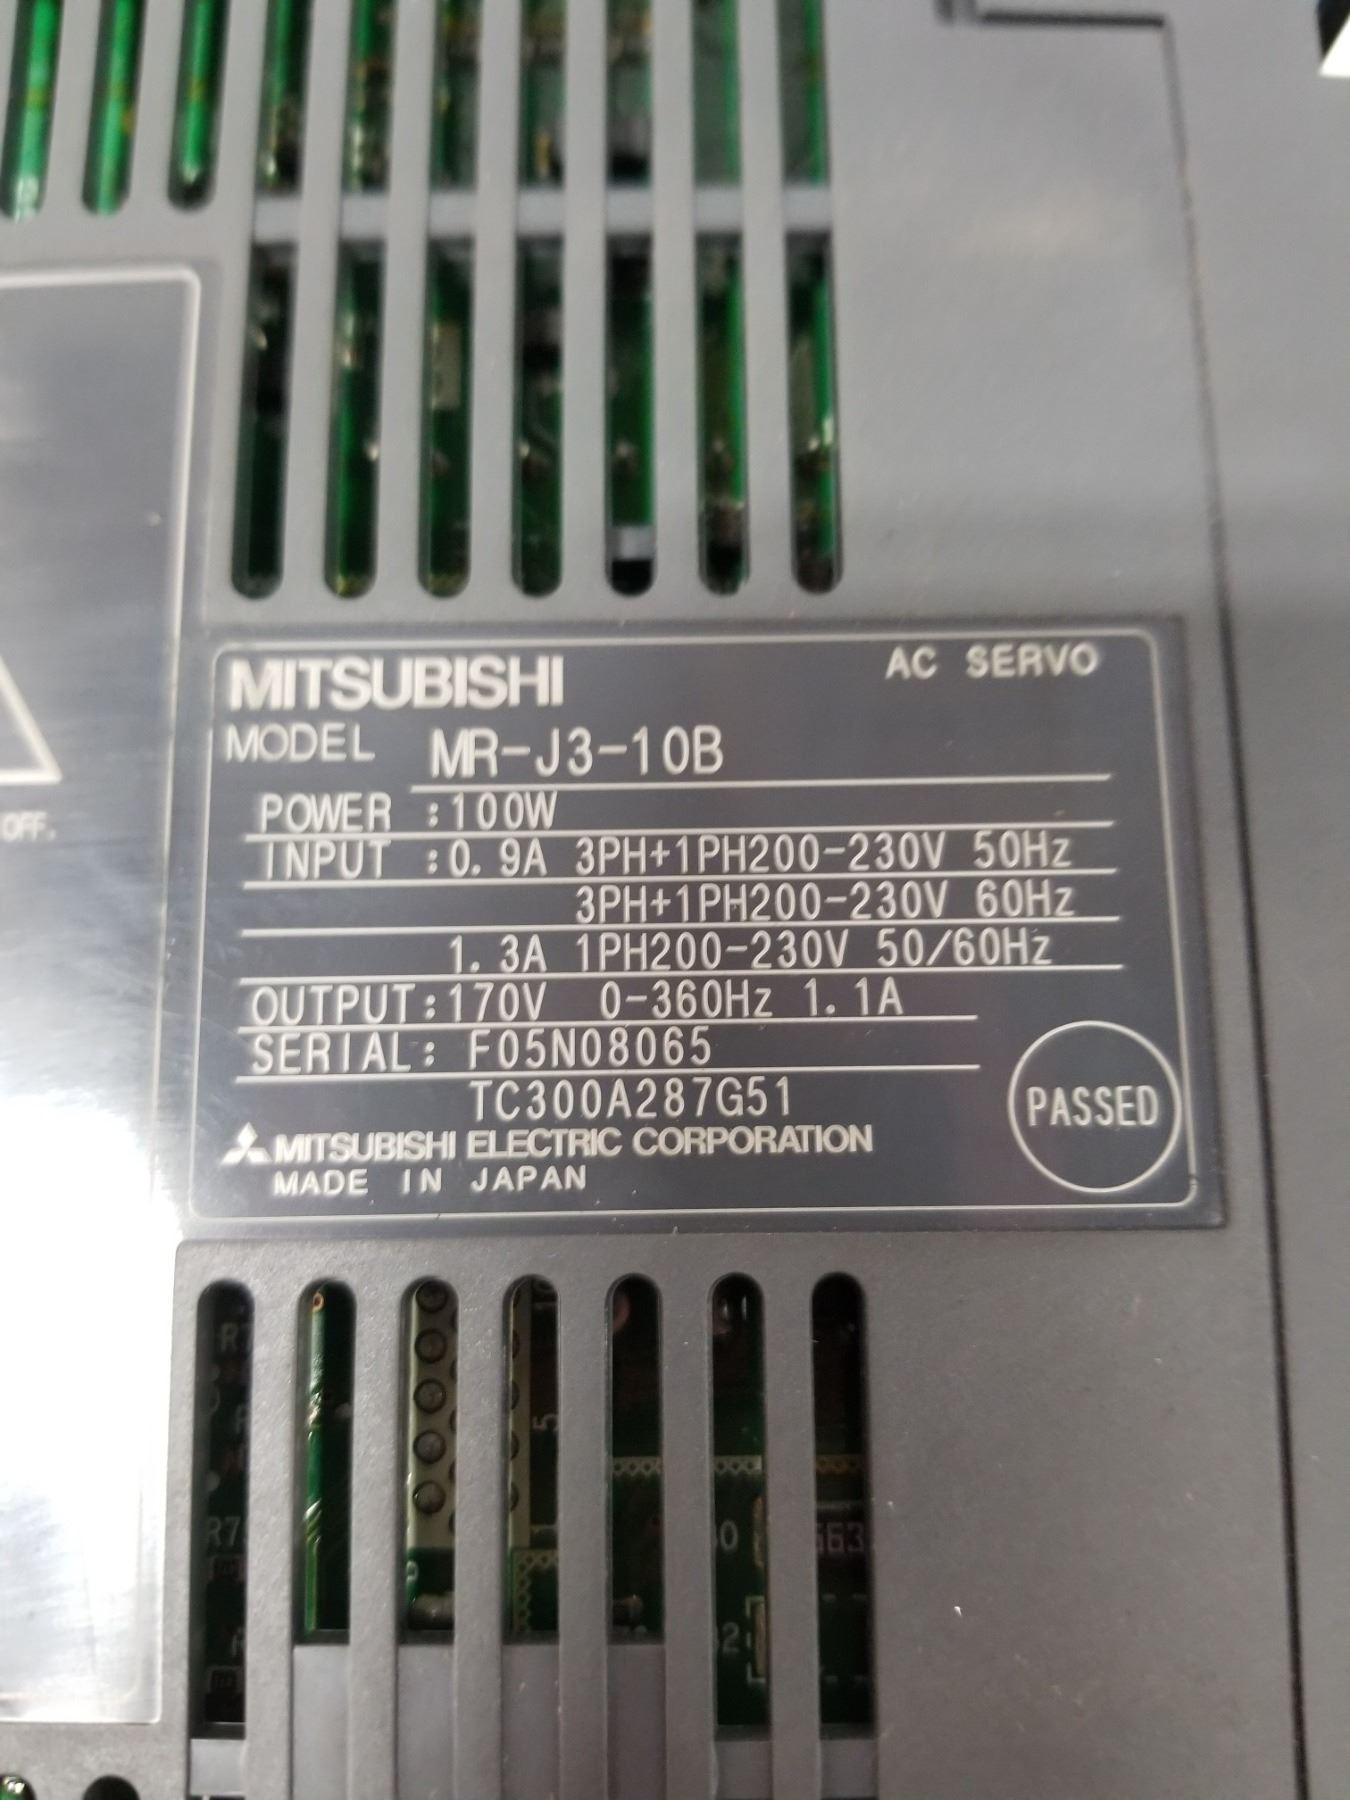 OFF.
MITSUBISHI AC SERVO
MODEL MR-J3-10B
POWER :100W
INPUT :0.9A 3PH+1PH200-230V 50Hz
3PH+1PH200-230V 60Hz
1.3A 1PH200-230V 50/60Hz
OUTPUT:170V 0-360Hz 1.1A
SERIAL: F05N08065
TC300A287G51
PASSED
MITSUBISHI ELECTRIC CORPORATION
MADE IN JAPAN